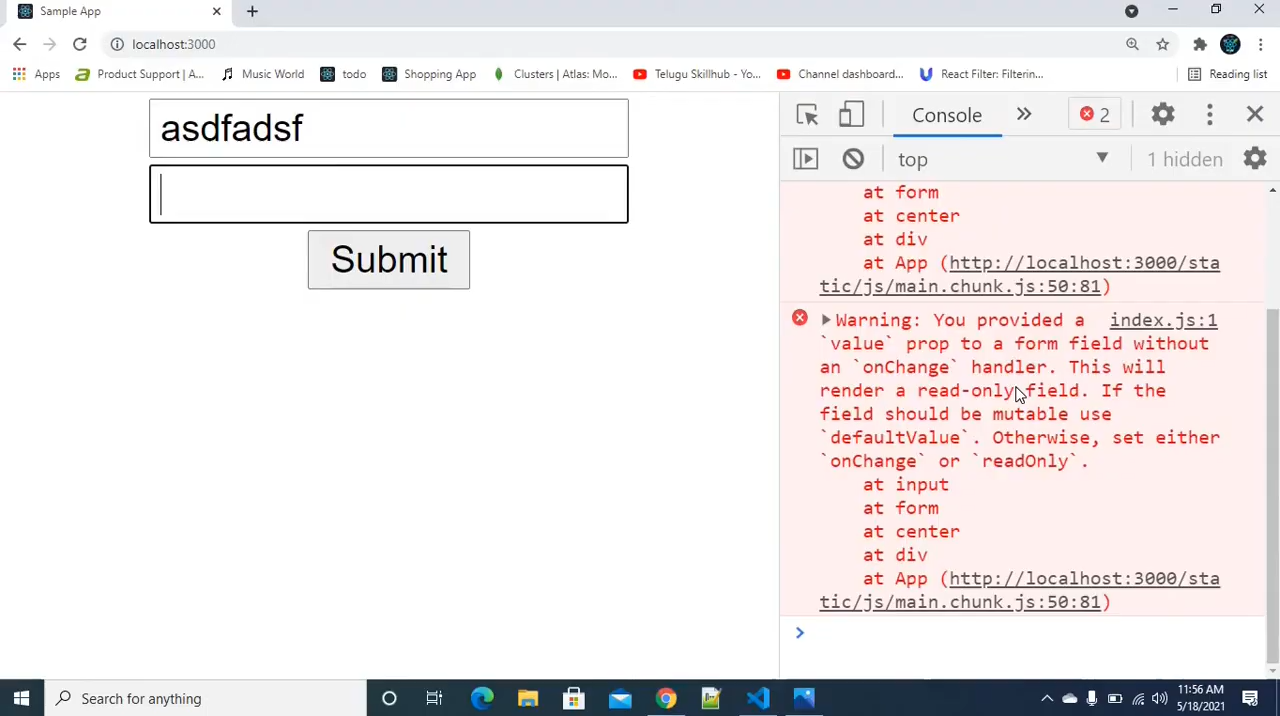 Sample App
localhost:3000
Apps Product Support | A... Music World todo Shopping App Clusters | Atlas: Mo... Telugu Skillhub - Yo... Channel dashboard... React Filter: Filterin... Reading list
asdfadsf
Submit
Console 2
top 1 hidden
at form
at center
at div
at App (http://localhost:3000/sta
tic/js/main.chunk.js:50:81)
Warning: You provided a index.js:1
`value` prop to a form field without
an `onChange` handler. This will
render a read-only field. If the
field should be mutable use
`defaultValue`. Otherwise, set either
`onChange` or `readOnly`.
at input
at form
at center
at div
at App (http://localhost:3000/sta
tic/js/main.chunk.js:50:81)
Search for anything
11:56 AM
5/18/2021